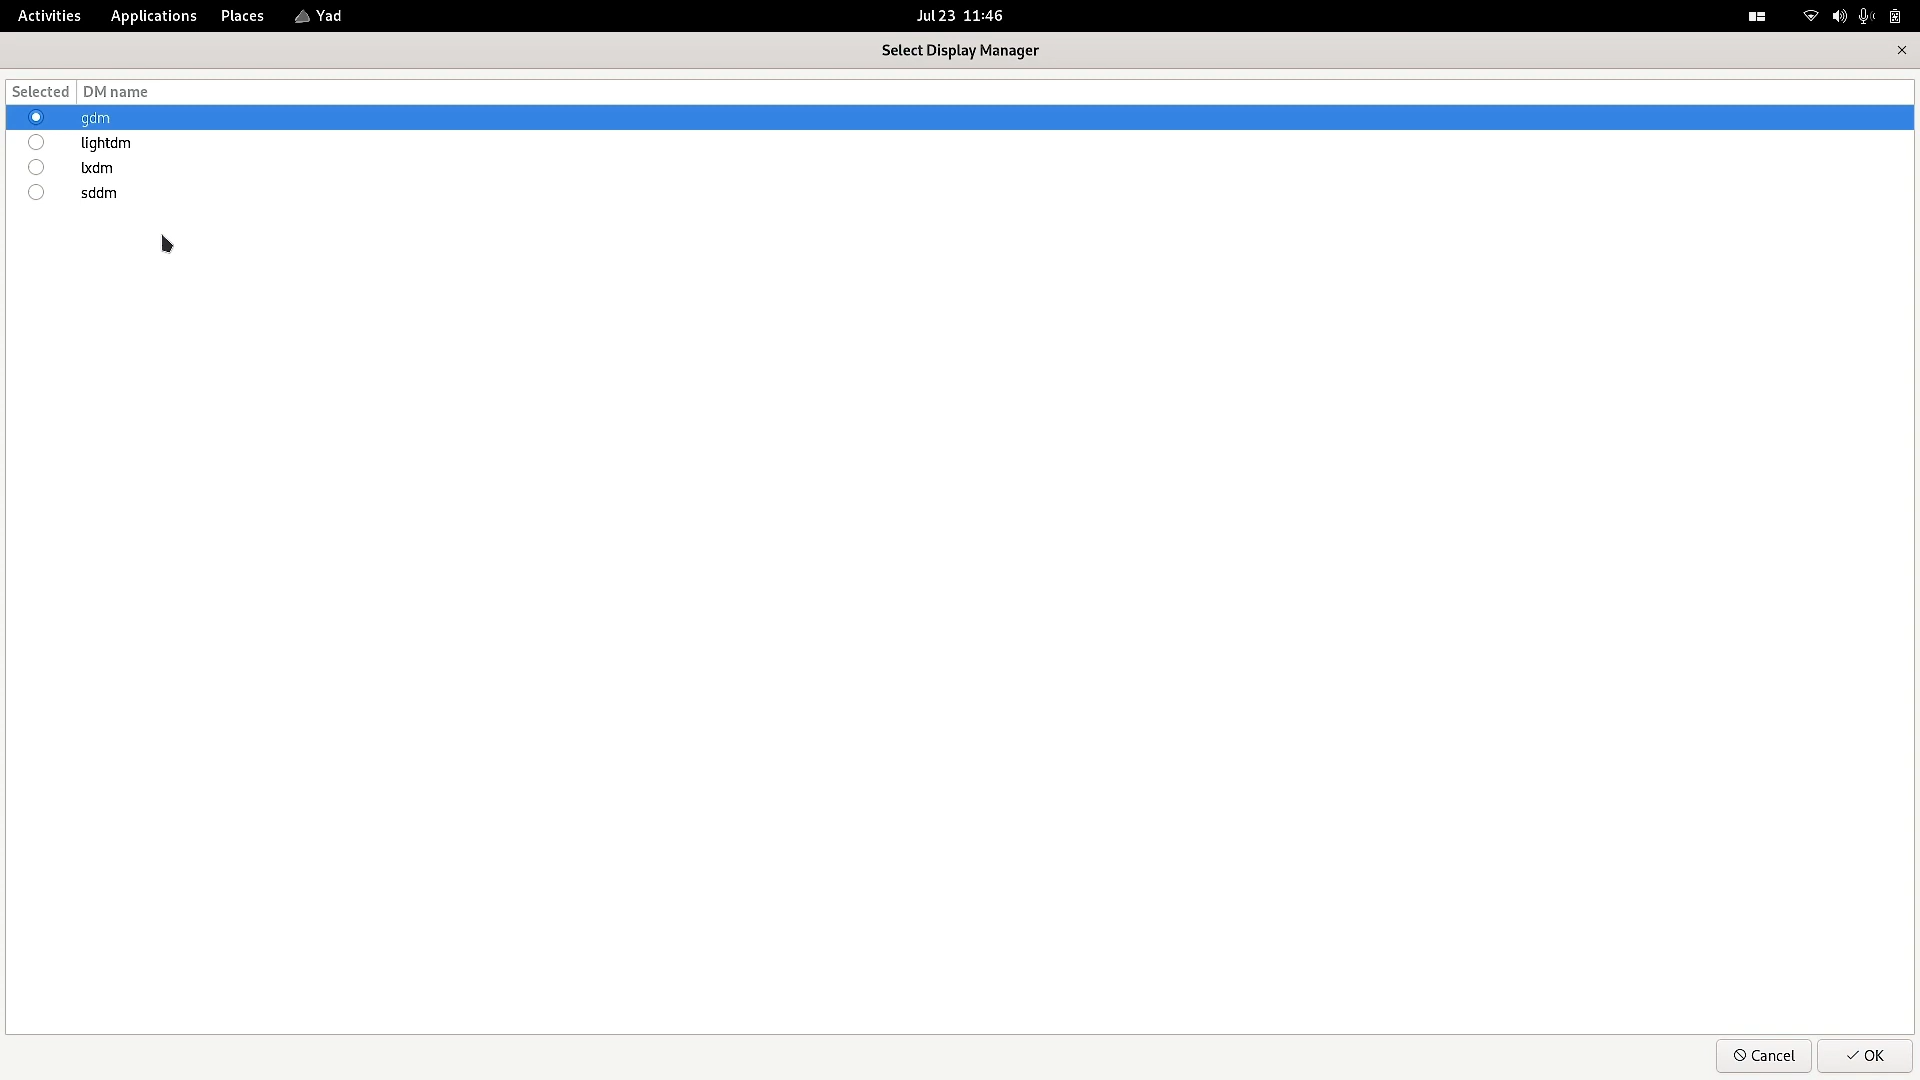 Activities Applications Places Yad Jul 23 11:46
Select Display Manager
Selected DM name
gdm
lightdm
lxdm
sddm
Cancel OK